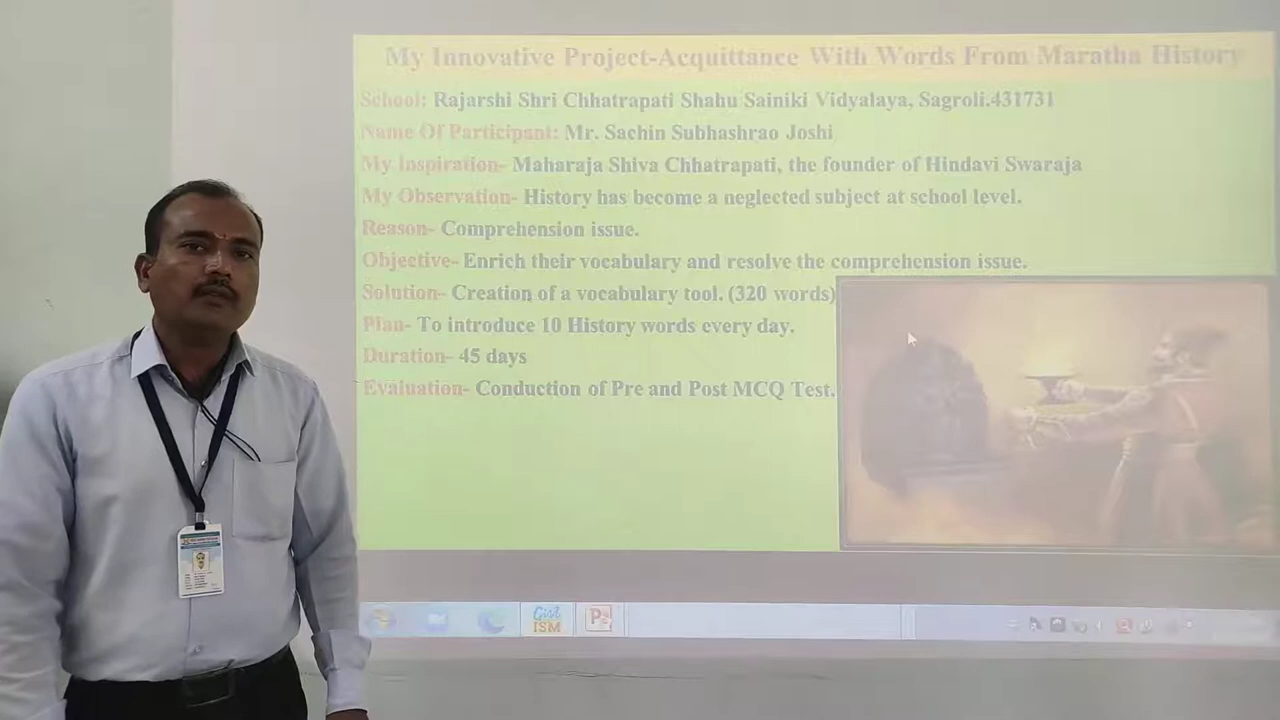 My Innovative Project-Acquittance With Words From Maratha History
School: Rajarshi Shri Chhatrapati Shahu Sainiki Vidyalaya, Sagroli.431731
Name Of Participant: Mr. Sachin Subhashrao Joshi
My Inspiration- Maharaja Shiva Chhatrapati, the founder of Hindavi Swaraja
My Observation- History has become a neglected subject at school level.
Reason- Comprehension issue.
Objective- Enrich their vocabulary and resolve the comprehension issue.
Solution- Creation of a vocabulary tool. (320 words)
Plan- To introduce 10 History words every day.
Duration- 45 days
Evaluation- Conduction of Pre and Post MCQ Test.
ISM